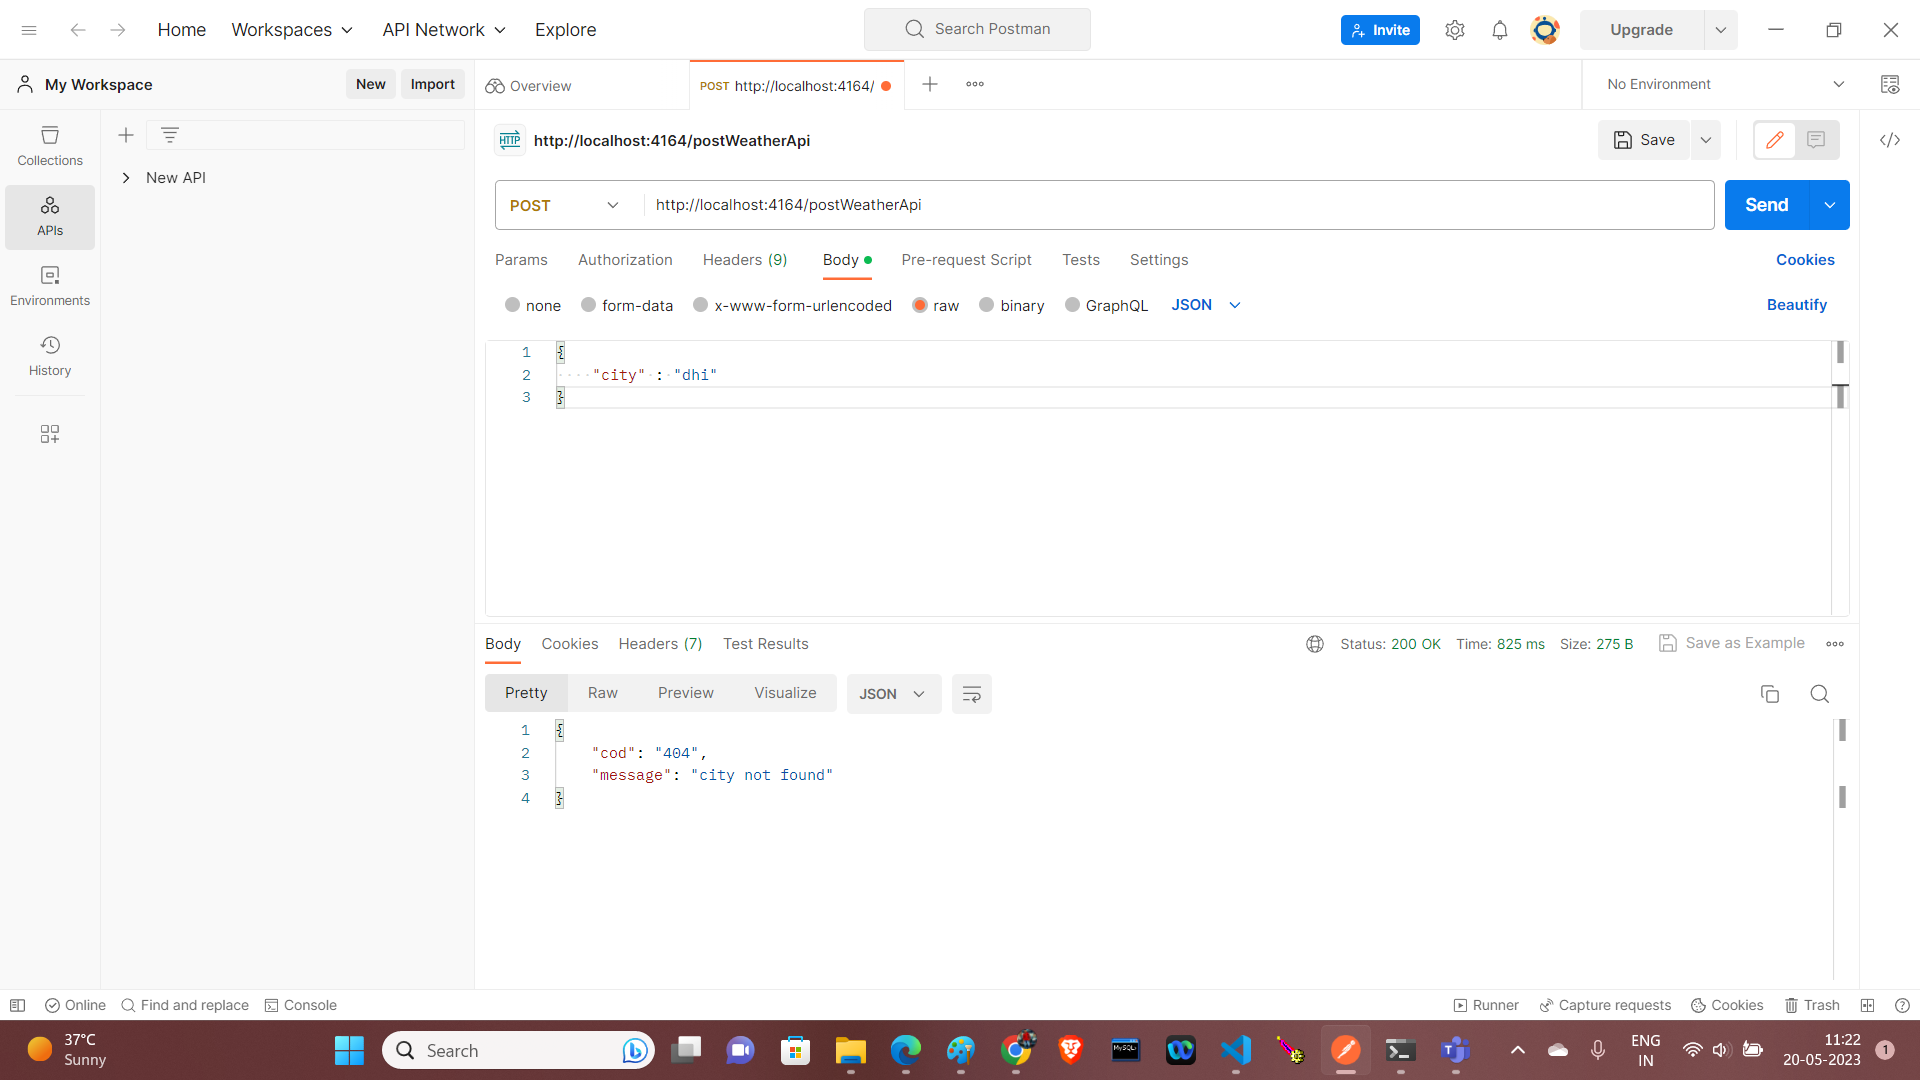 Home Workspaces API Network Explore Search Postman Invite Upgrade
My Workspace New Import Overview POST http://localhost:4164/ No Environment
HTTP http://localhost:4164/postWeatherApi Save
Collections
New API
APIs
Environments
History
POST http://localhost:4164/postWeatherApi Send
Params Authorization Headers (9) Body Pre-request Script Tests Settings Cookies
none form-data x-www-form-urlencoded raw binary GraphQL JSON Beautify
1 {
2 "city" : "dhi"
3 }
Body Cookies Headers (7) Test Results Status: 200 OK Time: 825 ms Size: 275 B Save as Example
Pretty Raw Preview Visualize JSON
1 {
2 "cod": "404",
3 "message": "city not found"
4 }
Online Find and replace Console Runner Capture requests Cookies Trash
37°C
Sunny
Search
MySQL
ENG
IN
11:22
20-05-2023
1